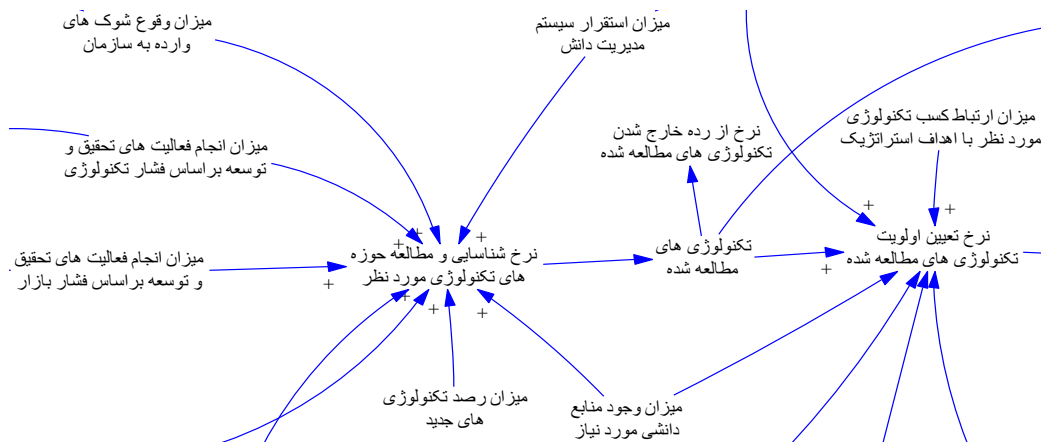 میزان وقوع شوک های
وارده به سازمان
میزان استقرار سیستم
مدیریت دانش
میزان ارتباط کسب تکنولوژی
مورد نظر با اهداف استراتژیک
نرخ از رده خارج شدن
تکنولوژی های مطالعه شده
میزان انجام فعالیت های تحقیق و
توسعه براساس فشار تکنولوژی
+
+
+
+
+
نرخ تعیین اولویت
تکنولوژی های مطالعه شده
تکنولوژی های
مطالعه شده
نرخ شناسایی و مطالعه حوزه
های تکنولوژی مورد نظر
میزان انجام فعالیت های تحقیق
و توسعه براساس فشار بازار
+
+
+
+
+
میزان رصد تکنولوژی
های جدید
میزان وجود منابع
دانشی مورد نیاز